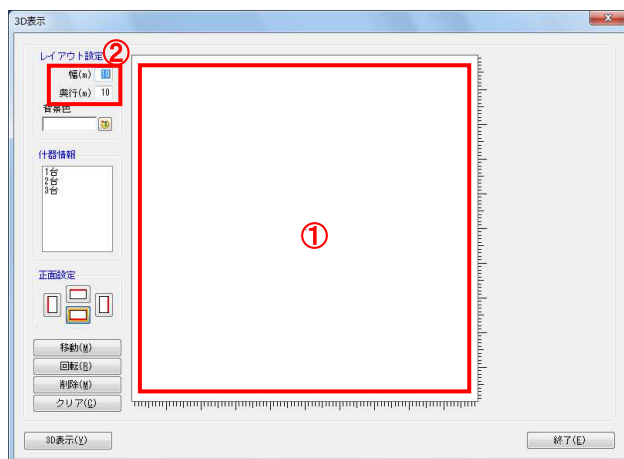 3D表示
レイアウト設定
②
幅(m) 10
奥行(m) 10
背景色
什器情報
1台
2台
3台
①
正面設定
移動(M)
回転(R)
削除(M)
クリア(C)
3D表示(V)
終了(E)